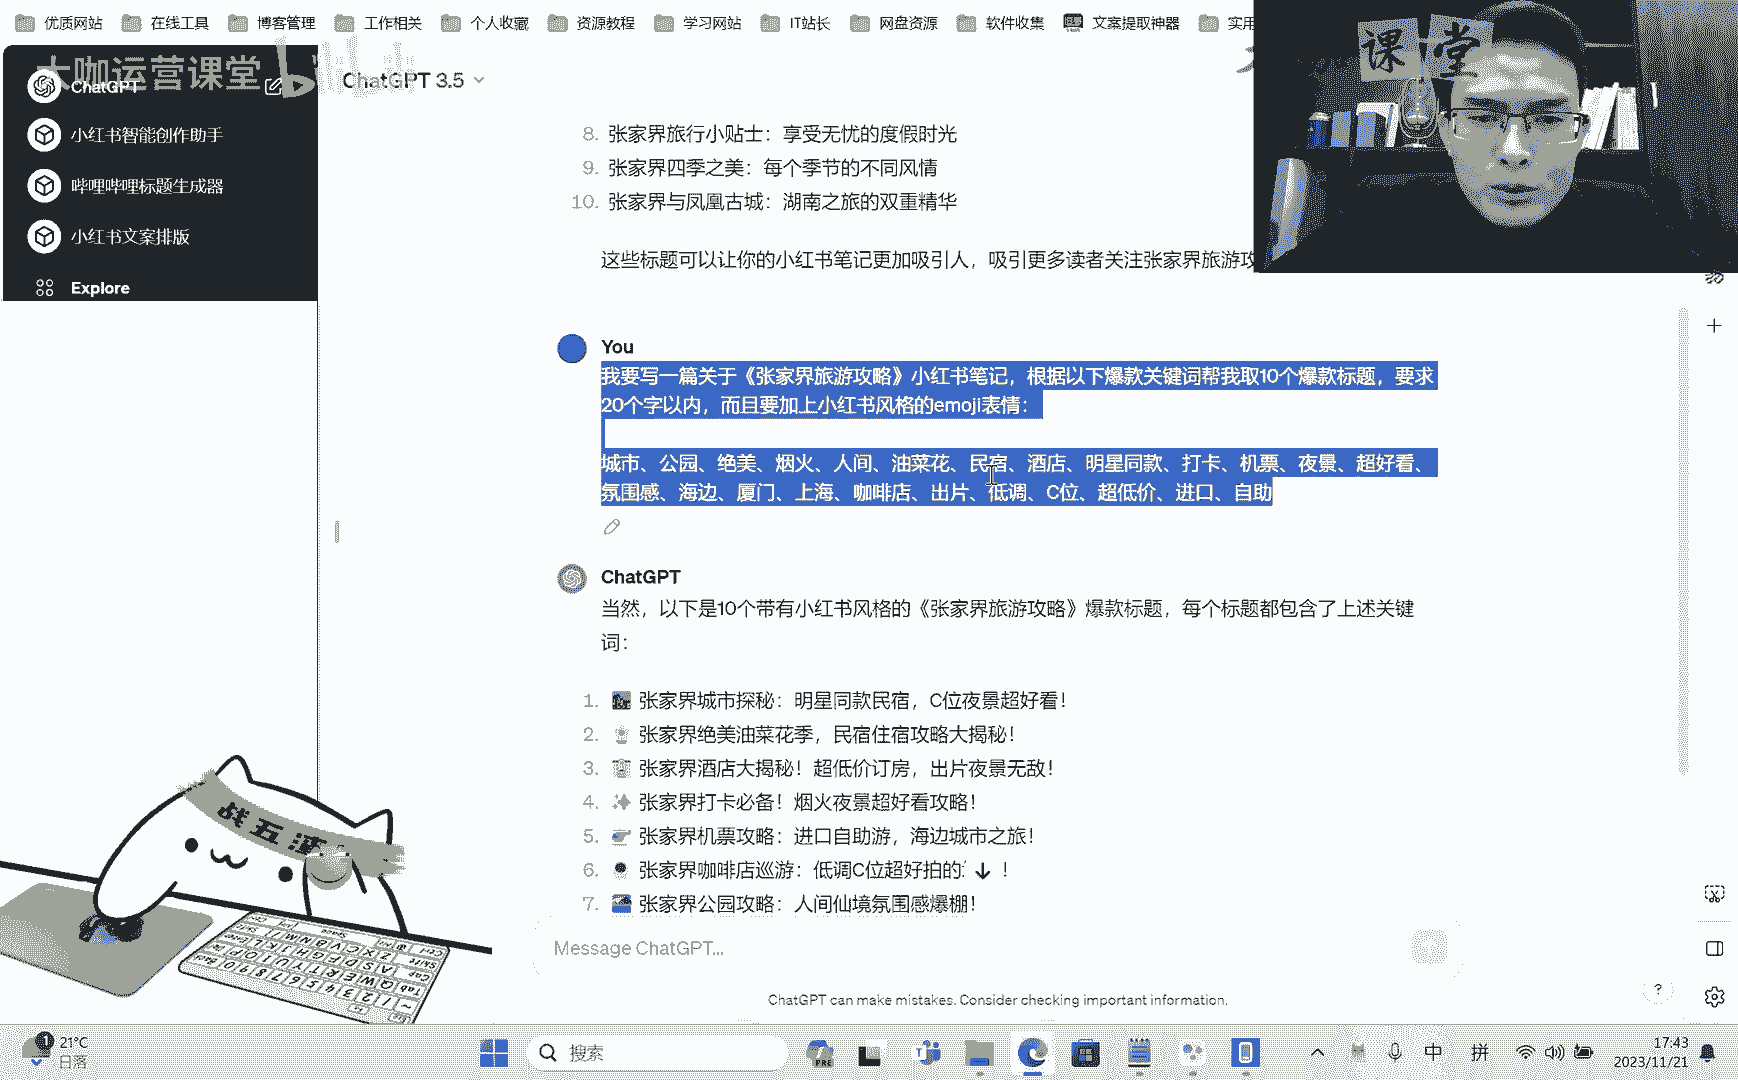 优质网站 在线工具 博客管理 工作相关 个人收藏 资源教程 学习网站 IT站长 网盘资源 软件收集 文案提取神器 实用
课堂
大咖运营课堂
ChatGPT
小红书智能创作助手
哔哩哔哩标题生成器
小红书文案排版
Explore
ChatGPT 3.5
8. 张家界旅行小贴士：享受无忧的度假时光
9. 张家界四季之美：每个季节的不同风情
10. 张家界与凤凰古城：湖南之旅的双重精华
这些标题可以让你的小红书笔记更加吸引人，吸引更多读者关注张家界旅游攻
You
我要写一篇关于《张家界旅游攻略》小红书笔记，根据以下爆款关键词帮我取10个爆款标题，要求
20个字以内，而且要加上小红书风格的emoji表情：
城市、公园、绝美、烟火、人间、油菜花、民宿、酒店、明星同款、打卡、机票、夜景、超好看、
氛围感、海边、厦门、上海、咖啡店、出片、低调、C位、超低价、进口、自助
ChatGPT
当然，以下是10个带有小红书风格的《张家界旅游攻略》爆款标题，每个标题都包含了上述关键
词：
1. 张家界城市探秘：明星同款民宿，C位夜景超好看！
2. 张家界绝美油菜花季，民宿住宿攻略大揭秘！
3. 张家界酒店大揭秘！超低价订房，出片夜景无敌！
4. 张家界打卡必备！烟火夜景超好看攻略！
5. 张家界机票攻略：进口自助游，海边城市之旅！
6. 张家界咖啡店巡游：低调C位超好拍的 ！
7. 张家界公园攻略：人间仙境氛围感爆棚！
Message ChatGPT...
ChatGPT can make mistakes. Consider checking important information.
?
战五渣
1
21°C
日落
搜索
PRE
中 拼
17:43
2023/11/21